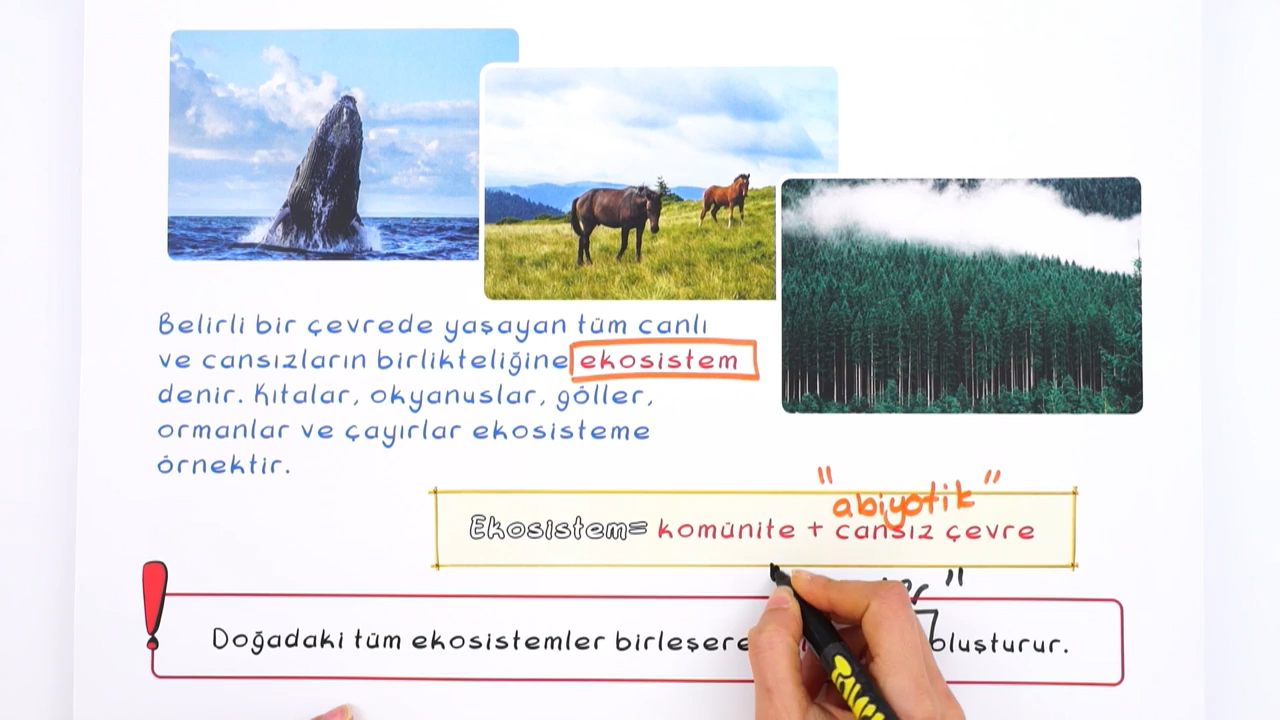 Belirli bir çevrede yaşayan tüm canlı
ve cansızların birlikteliğine ekosistem
denir. Kıtalar, okyanuslar, göller,
ormanlar ve çayırlar ekosisteme
örnektir.
"abiyotik"
Ekosistem= komünite + cansız çevre
Doğadaki tüm ekosistemler oluşturur.